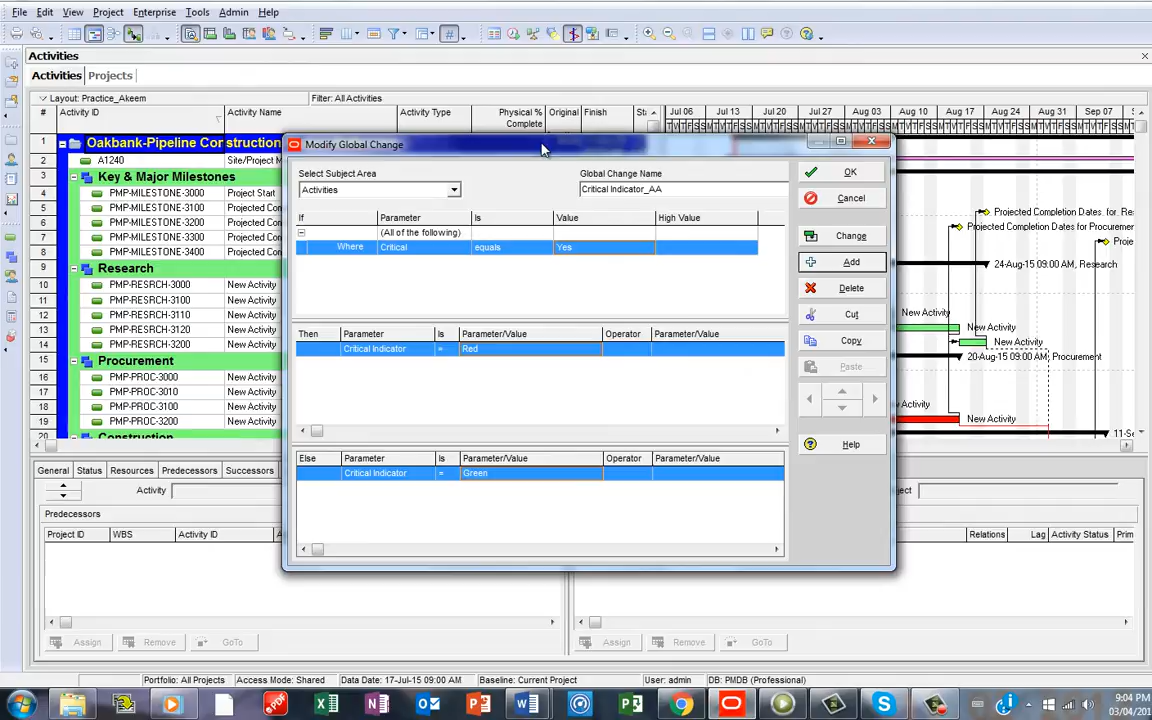 File Edit View Project Enterprise Tools Admin Help
Activities
Activities Projects
Layout: Practice_Akeem Filter: All Activities
# Activity ID Activity Name Activity Type Physical % Complete Original Finish Jul 06 Jul 13 Jul 20 Jul 27 Aug 03 Aug 10 Aug 17 Aug 24 Aug 31 Sep 07
1 Oakbank-Pipeline Construction
2 A1240 Site/Project
3 Key & Major Milestones
4 PMP-MILESTONE-3000 Project Start
5 PMP-MILESTONE-3100 Projected
6 PMP-MILESTONE-3200 Projected
7 PMP-MILESTONE-3300 Projected
8 PMP-MILESTONE-3400 Projected
9 Research
10 PMP-RESRCH-3000 New Activity
11 PMP-RESRCH-3100 New Activity
12 PMP-RESRCH-3110 New Activity
13 PMP-RESRCH-3120 New Activity
14 PMP-RESRCH-3200 New Activity
15 Procurement
16 PMP-PROC-3000 New Activity
17 PMP-PROC-3010 New Activity
18 PMP-PROC-3100 New Activity
19 PMP-PROC-3200 New Activity
20 Construction
Projected Completion Dates for Re
Projected Completion Dates for Procurement
Proje
24-Aug-15 09:00 AM, Research
New Activity
New Activity
New Activity
20-Aug-15 09:00 AM, Procurement
New Activity
11-Se
Modify Global Change
Select Subject Area Global Change Name
Activities Critical Indicator_AA
If Parameter Is Value High Value
(All of the following)
Where Critical equals Yes
Then Parameter Is Parameter/Value Operator Parameter/Value
Critical Indicator = Red
Else Parameter Is Parameter/Value Operator Parameter/Value
Critical Indicator = Green
OK
Cancel
Change
Add
Delete
Cut
Copy
Paste
Help
General Status Resources Predecessors Successors
Activity
Predecessors
Project ID WBS Activity ID
Relations Lag Activity Status Prim
Assign Remove GoTo Assign Remove GoTo
Portfolio: All Projects Access Mode: Shared Data Date: 17-Jul-15 09:00 AM Baseline: Current Project User: admin DB: PMDB (Professional)
9:04 PM
03/04/201